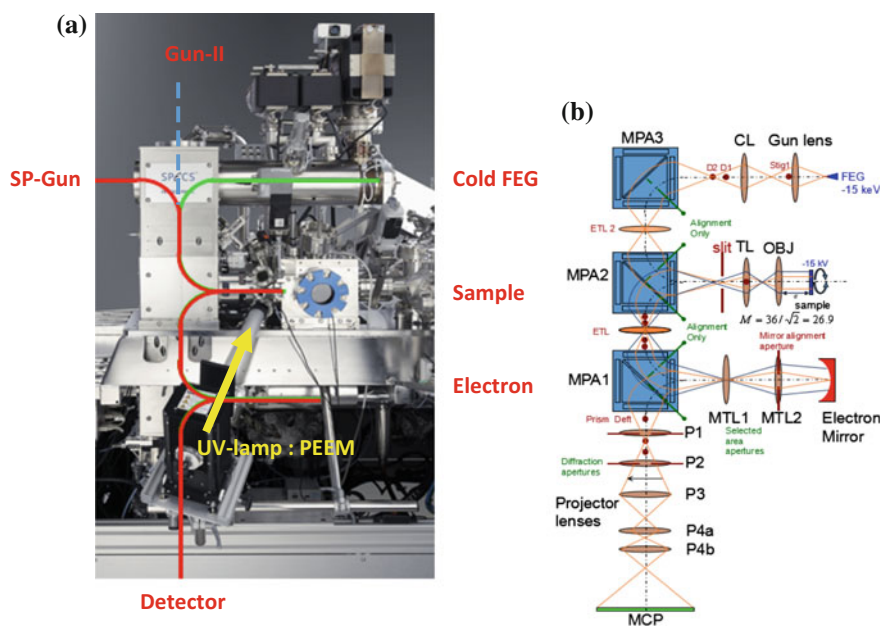 (a)
Gun-II
SPECS
SP-Gun
Cold FEG
Sample
Electron
UV-lamp : PEEM
Detector
(b)
MPA3
CL
Gun lens
D2 D1
Stig1
FEG
-15 keV
ETL 2
Alignment
Only
slit
TL
OBJ
-15 kV
MPA2
sample
M = 36/√2 = 26.9
ETL
Alignment
Only
Mirror alignment
aperture
MPA1
MTL1
MTL2
Electron
Mirror
Prism Defl
P1
Selected
area
apertures
Diffraction
apertures
P2
Projector
lenses
P3
P4a
P4b
MCP